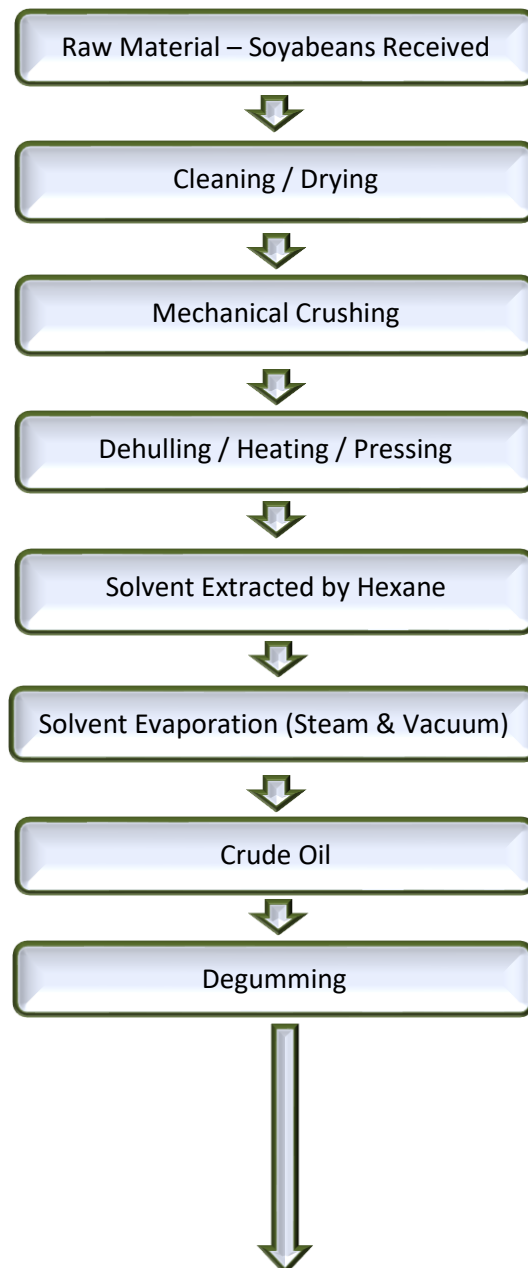 Raw Material – Soyabeans Received
Cleaning / Drying
Mechanical Crushing
Dehulling / Heating / Pressing
Solvent Extracted by Hexane
Solvent Evaporation (Steam & Vacuum)
Crude Oil
Degumming